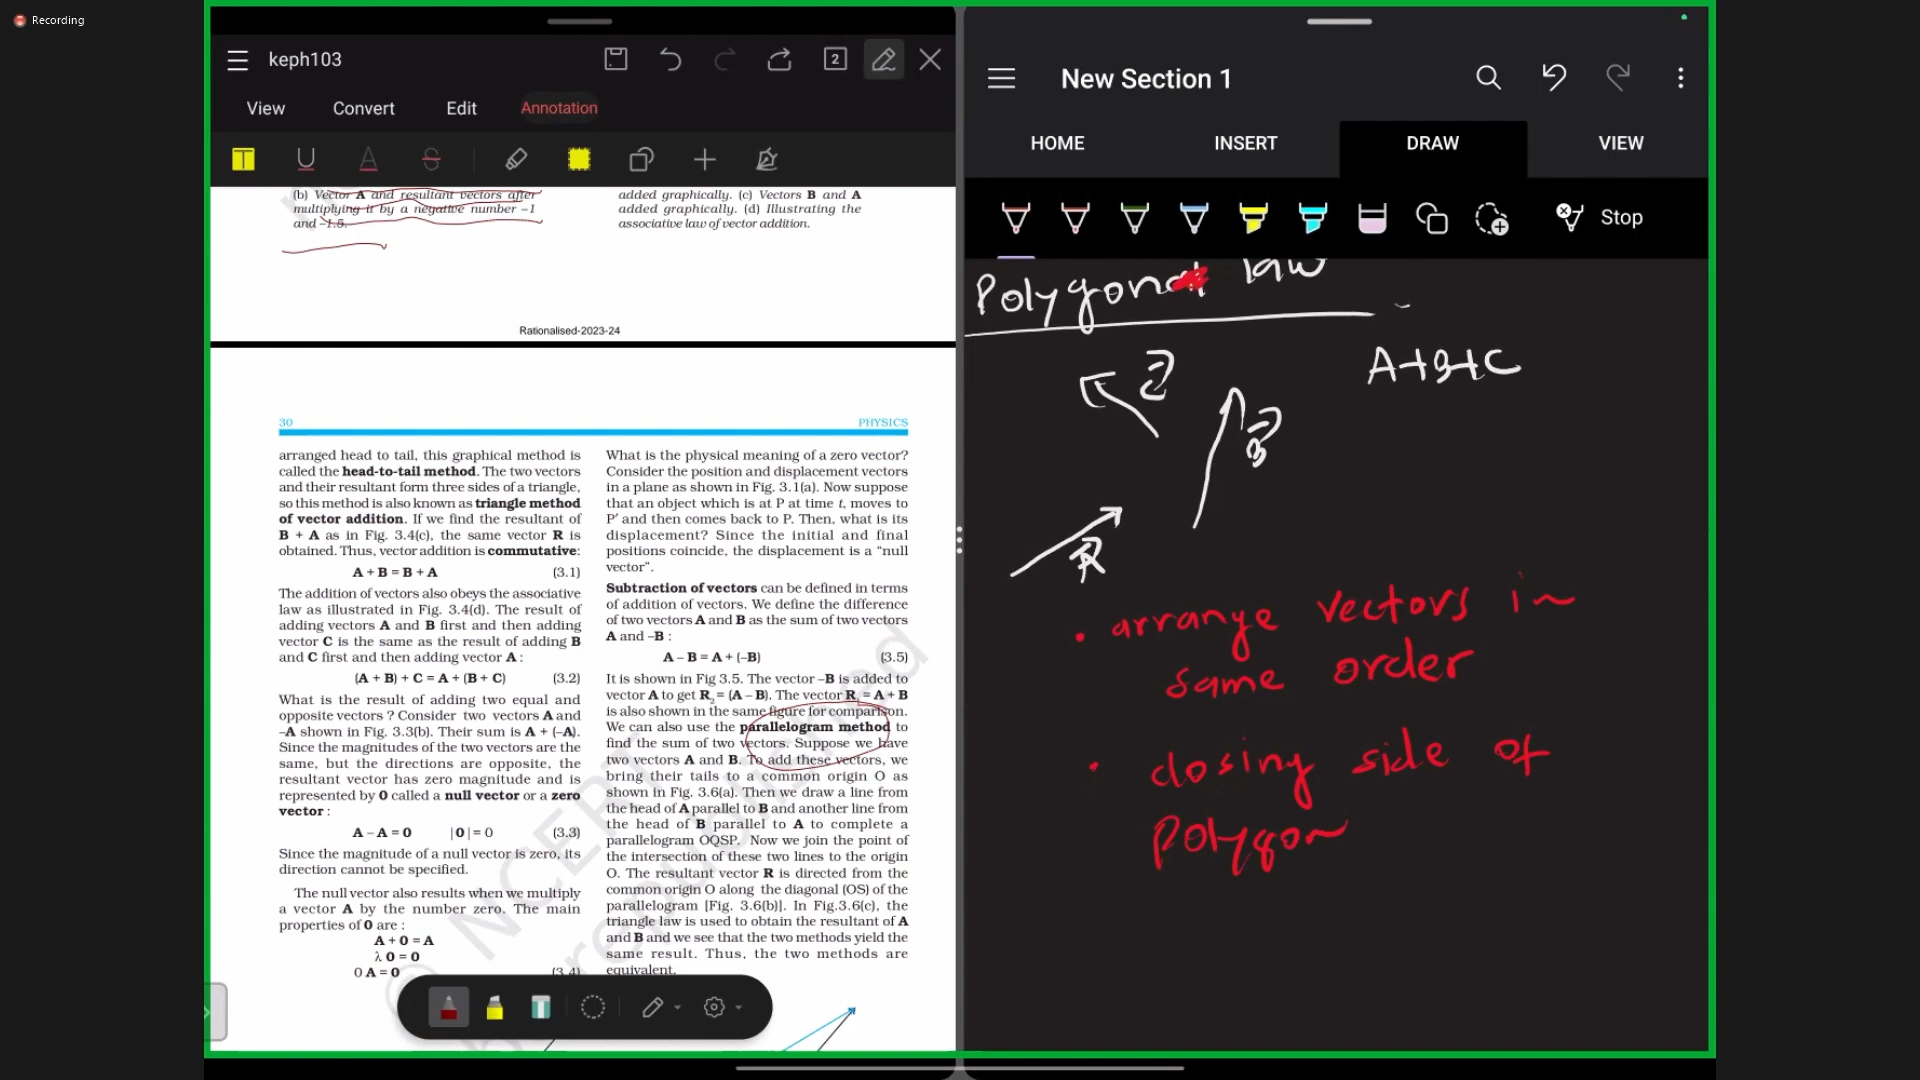 Recording
keph103
2
View Convert Edit Annotation
(b) Vector A and resultant vectors after
multiplying it by a negative number –1
and –1.5.
added graphically. (c) Vectors B and A
added graphically. (d) Illustrating the
associative law of vector addition.
Rationalised-2023-24
30 PHYSICS
arranged head to tail, this graphical method is
called the head-to-tail method. The two vectors
and their resultant form three sides of a triangle,
so this method is also known as triangle method
of vector addition. If we find the resultant of
B + A as in Fig. 3.4(c), the same vector R is
obtained. Thus, vector addition is commutative:
A + B = B + A (3.1)
The addition of vectors also obeys the associative
law as illustrated in Fig. 3.4(d). The result of
adding vectors A and B first and then adding
vector C is the same as the result of adding B
and C first and then adding vector A :
(A + B) + C = A + (B + C) (3.2)
What is the result of adding two equal and
opposite vectors ? Consider two vectors A and
–A shown in Fig. 3.3(b). Their sum is A + (–A).
Since the magnitudes of the two vectors are the
same, but the directions are opposite, the
resultant vector has zero magnitude and is
represented by 0 called a null vector or a zero
vector :
A – A = 0 |0|= 0 (3.3)
Since the magnitude of a null vector is zero, its
direction cannot be specified.
The null vector also results when we multiply
a vector A by the number zero. The main
properties of 0 are :
A + 0 = A
λ 0 = 0
0 A = 0 (3.4)
What is the physical meaning of a zero vector?
Consider the position and displacement vectors
in a plane as shown in Fig. 3.1(a). Now suppose
that an object which is at P at time t, moves to
P′ and then comes back to P. Then, what is its
displacement? Since the initial and final
positions coincide, the displacement is a “null
vector”.
Subtraction of vectors can be defined in terms
of addition of vectors. We define the difference
of two vectors A and B as the sum of two vectors
A and –B :
A – B = A + (–B) (3.5)
It is shown in Fig 3.5. The vector –B is added to
vector A to get R2 = (A – B). The vector R1 = A + B
is also shown in the same figure for comparison.
We can also use the parallelogram method to
find the sum of two vectors. Suppose we have
two vectors A and B. To add these vectors, we
bring their tails to a common origin O as
shown in Fig. 3.6(a). Then we draw a line from
the head of A parallel to B and another line from
the head of B parallel to A to complete a
parallelogram OQSP. Now we join the point of
the intersection of these two lines to the origin
O. The resultant vector R is directed from the
common origin O along the diagonal (OS) of the
parallelogram [Fig. 3.6(b)]. In Fig.3.6(c), the
triangle law is used to obtain the resultant of A
and B and we see that the two methods yield the
same result. Thus, the two methods are
equivalent.
© NCERT
republished
New Section 1
HOME INSERT DRAW VIEW
Stop
Polygon law
A+B+C
B
• arrange vectors in
same order
• closing side of
Polygon